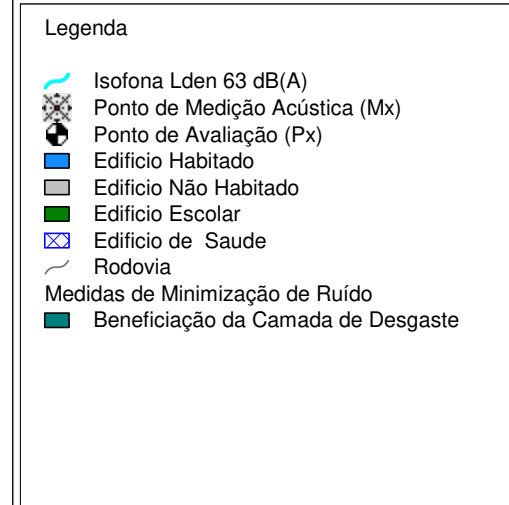 Legenda
Isofona Lden 63 dB(A)
Ponto de Medição Acústica (Mx)
Ponto de Avaliação (Px)
Edificio Habitado
Edificio Não Habitado
Edificio Escolar
Edificio de Saude
Rodovia
Medidas de Minimização de Ruído
Beneficiação da Camada de Desgaste